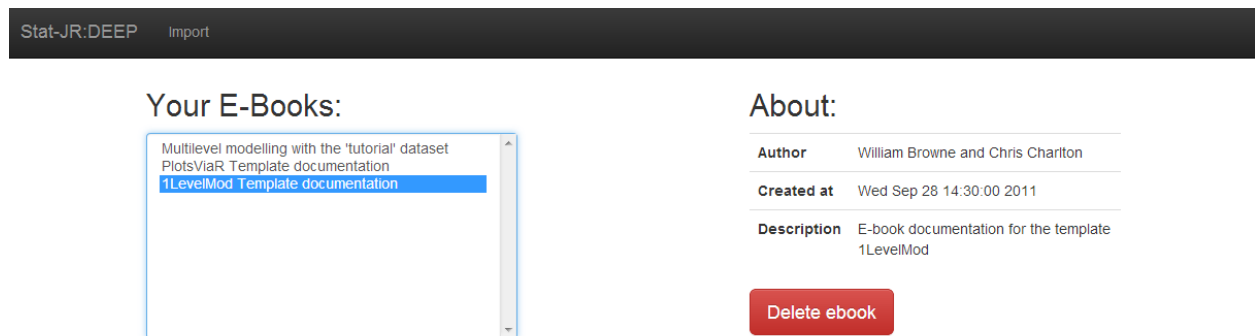 Stat-JR:DEEP Import
Your E-Books:
Multilevel modelling with the 'tutorial' dataset
PlotsViaR Template documentation
1LevelMod Template documentation
About:
Author William Browne and Chris Charlton
Created at Wed Sep 28 14:30:00 2011
Description E-book documentation for the template
1LevelMod
Delete ebook